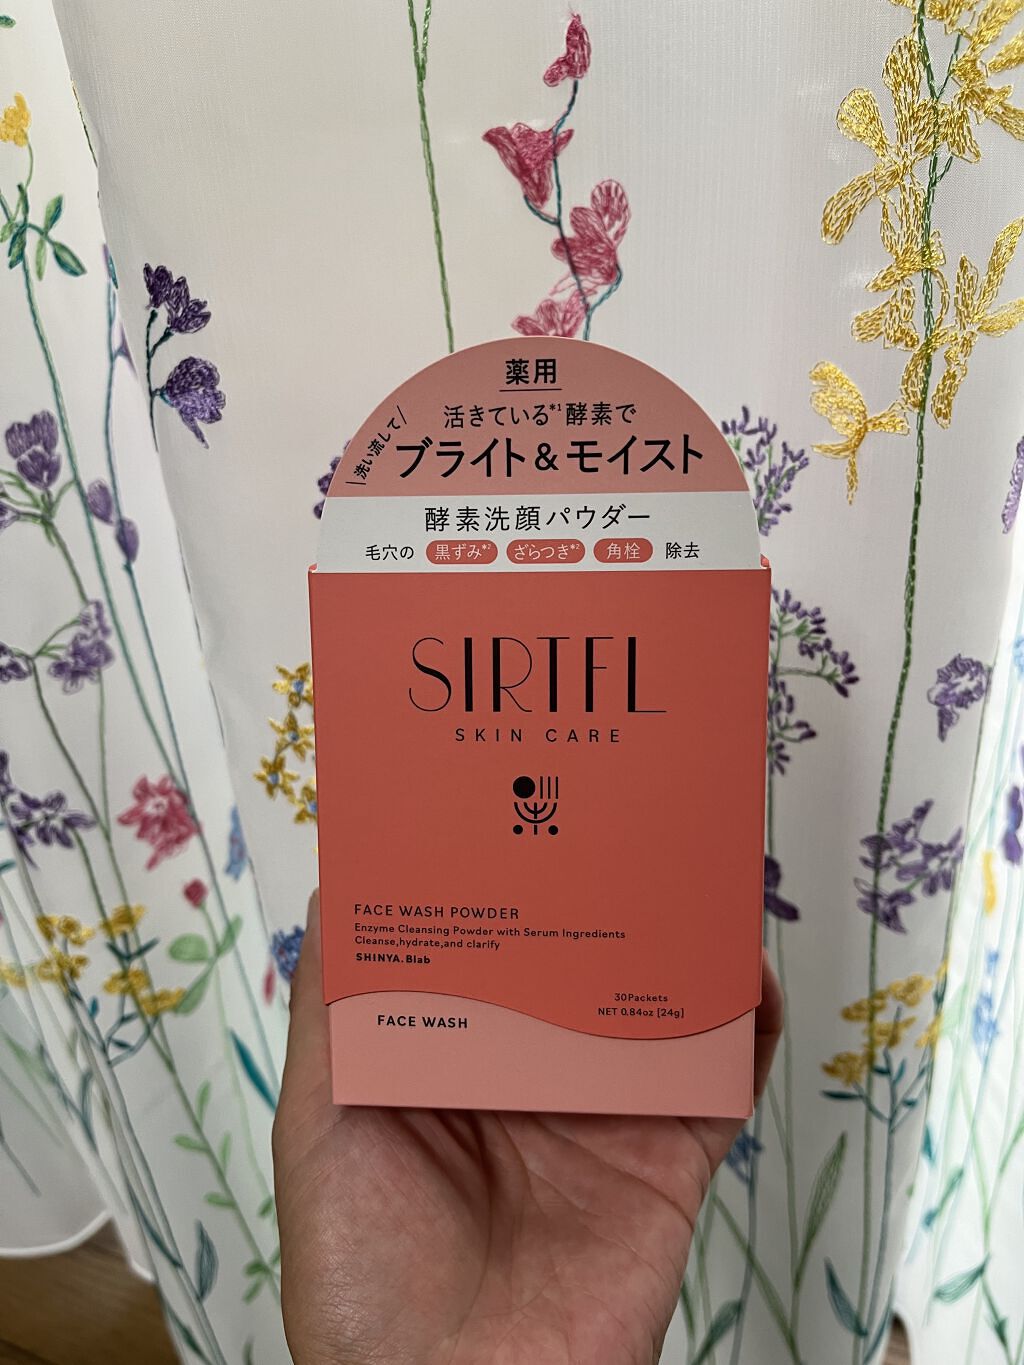 薬用
洗い流して
活きている*1酵素で
ブライト&モイスト
酵素洗顔パウダー
毛穴の 黒ずみ*2 ざらつき*2 角栓 除去
SIRTFL
SKIN CARE
FACE WASH POWDER
Enzyme Cleansing Powder with Serum Ingredients
Cleanse,hydrate,and clarify
SHINYA.Blab
30Packets
NET 0.84oz [24g]
FACE WASH